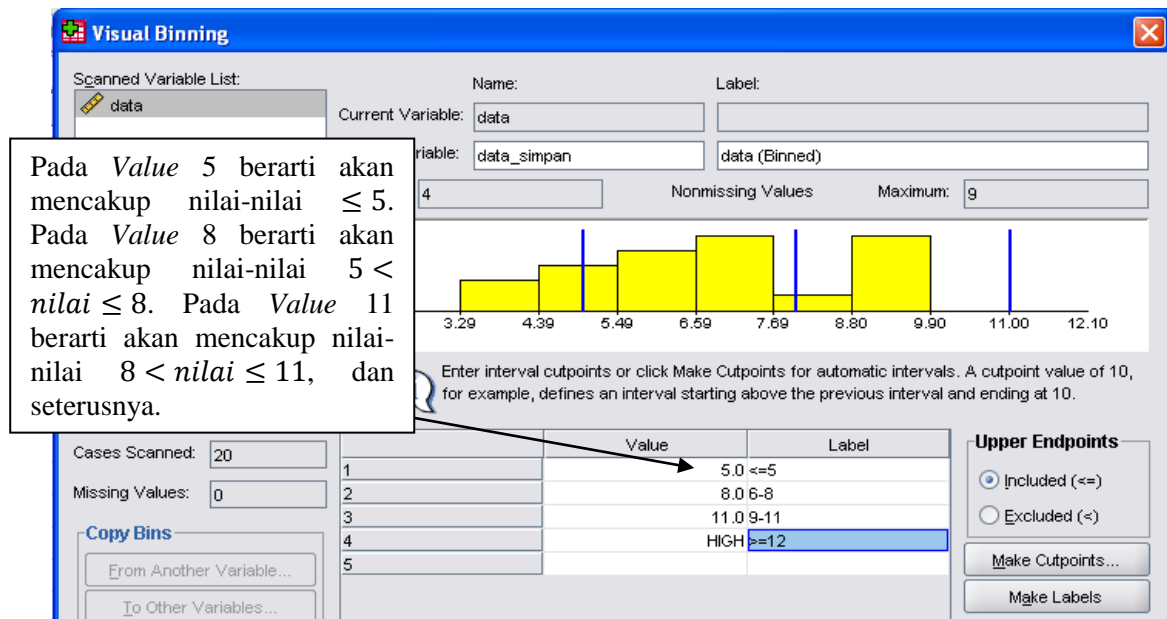 Visual Binning
Scanned Variable List:
data
Name:
Label:
Current Variable:
data
riable:
data_simpan
data (Binned)
4
Nonmissing Values
Maximum:
9
Pada Value 5 berarti akan
mencakup nilai-nilai ≤ 5.
Pada Value 8 berarti akan
mencakup nilai-nilai 5 <
nilai ≤ 8. Pada Value 11
berarti akan mencakup nilai-
nilai 8 < nilai ≤ 11, dan
seterusnya.
3.29 4.39 5.49 6.59 7.69 8.80 9.90 11.00 12.10
Enter interval cutpoints or click Make Cutpoints for automatic intervals. A cutpoint value of 10,
for example, defines an interval starting above the previous interval and ending at 10.
Cases Scanned:
20
Missing Values:
0
Copy Bins
From Another Variable...
To Other Variables...
Value Label
1 5.0 <=5
2 8.0 6-8
3 11.0 9-11
4 HIGH >=12
5
Upper Endpoints
Included (<=)
Excluded (<)
Make Cutpoints...
Make Labels